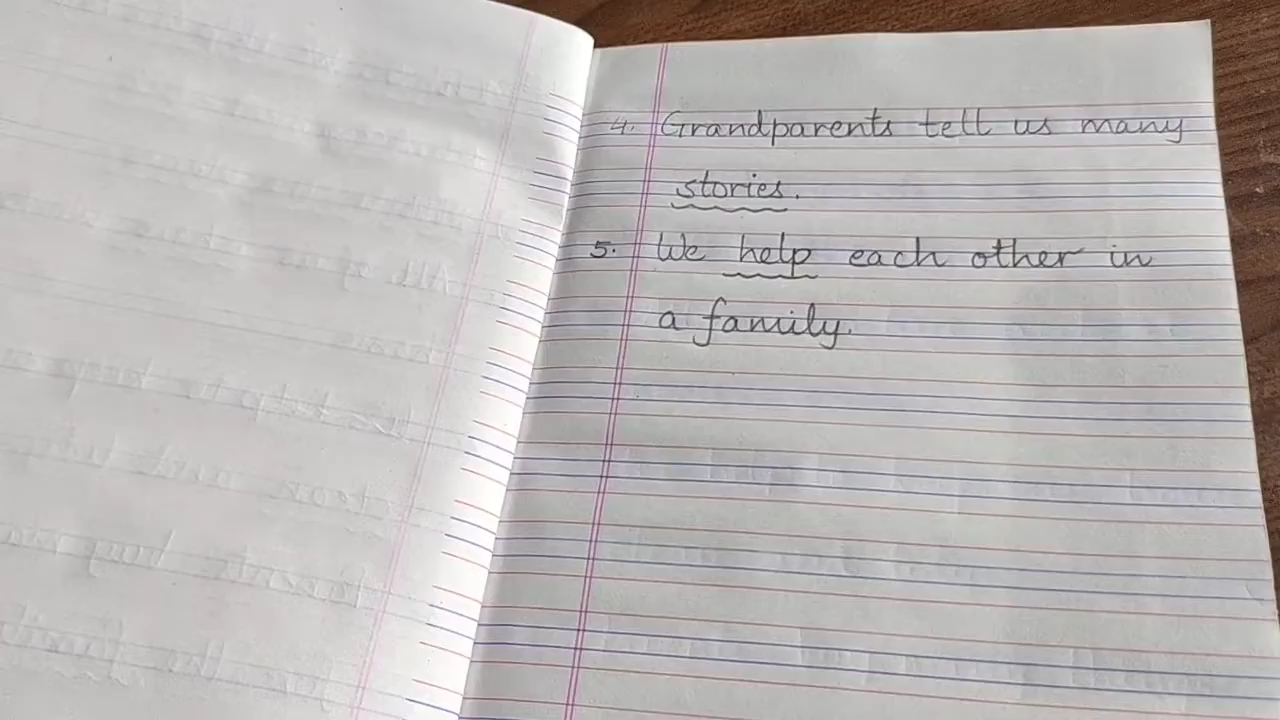 4. Grandparents tell us many
stories.
5. We help each other in
a family.